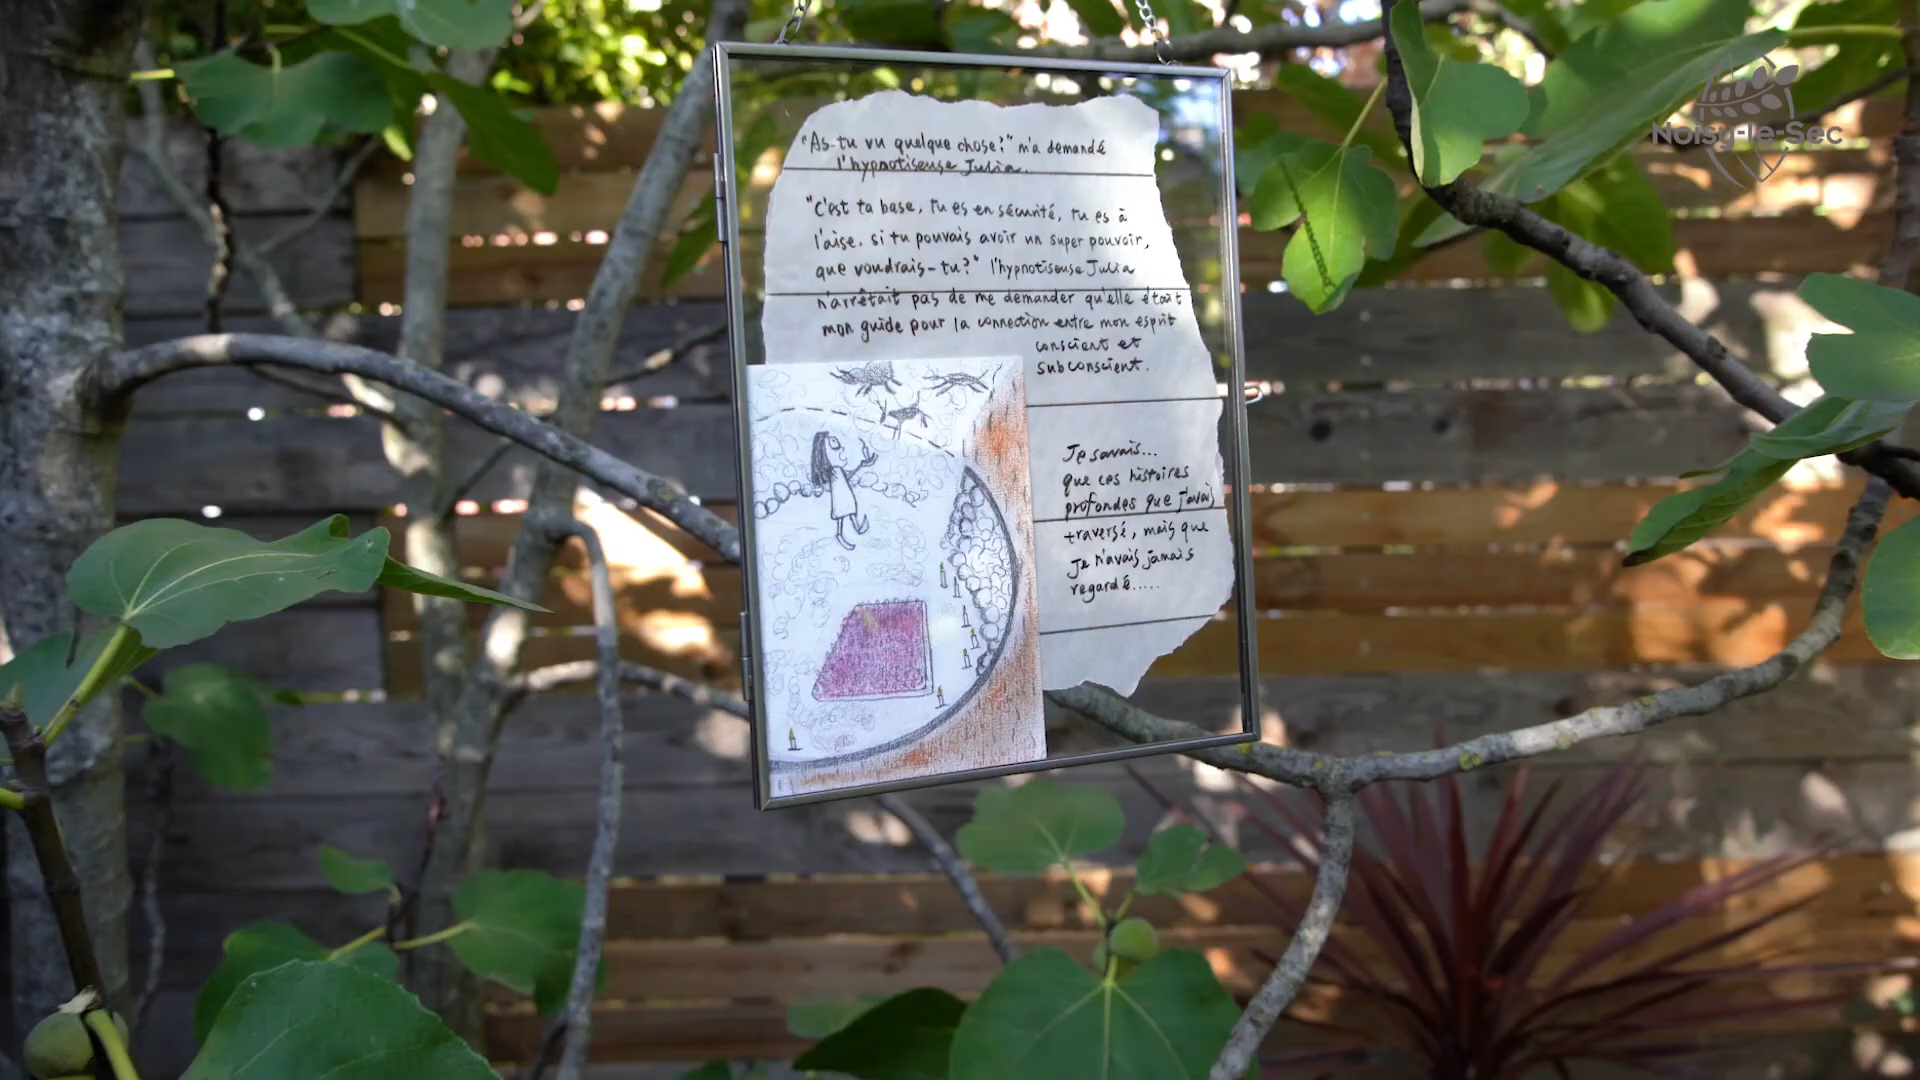 "As-tu vu quelque chose?" m'a demandé
l'hypnotiseuse Julia.
"C'est ta base, tu es en sécurité, tu es à
l'aise. si tu pouvais avoir un super pouvoir,
que voudrais-tu?" l'hypnotiseuse Julia
n'arrêtait pas de me demander qu'elle était
mon guide pour la connection entre mon esprit
conscient et
subconscient.
Je savais...
que ces histoires
profondes que j'avais
traversé, mais que
Je n'avais jamais
regardé.....
Noisy-le-Sec